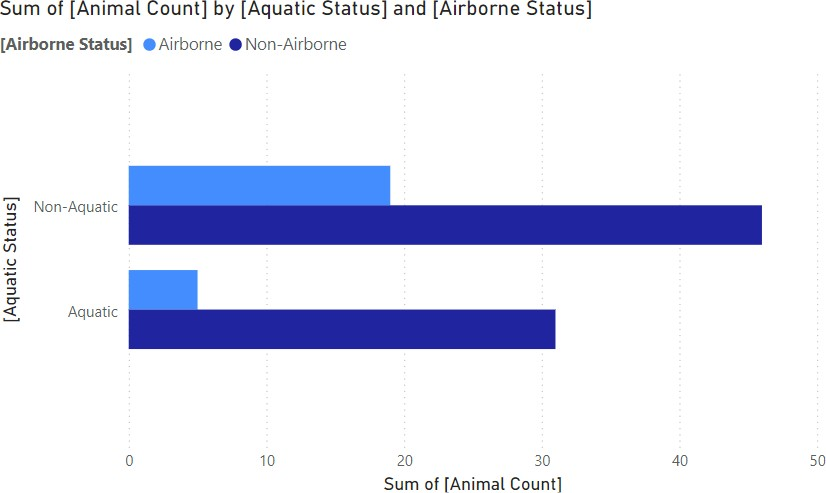 Sum of [Animal Count] by [Aquatic Status] and [Airborne Status]
[Airborne Status] Airborne Non-Airborne
[Aquatic Status]
Non-Aquatic
Aquatic
0 10 20 30 40 50
Sum of [Animal Count]